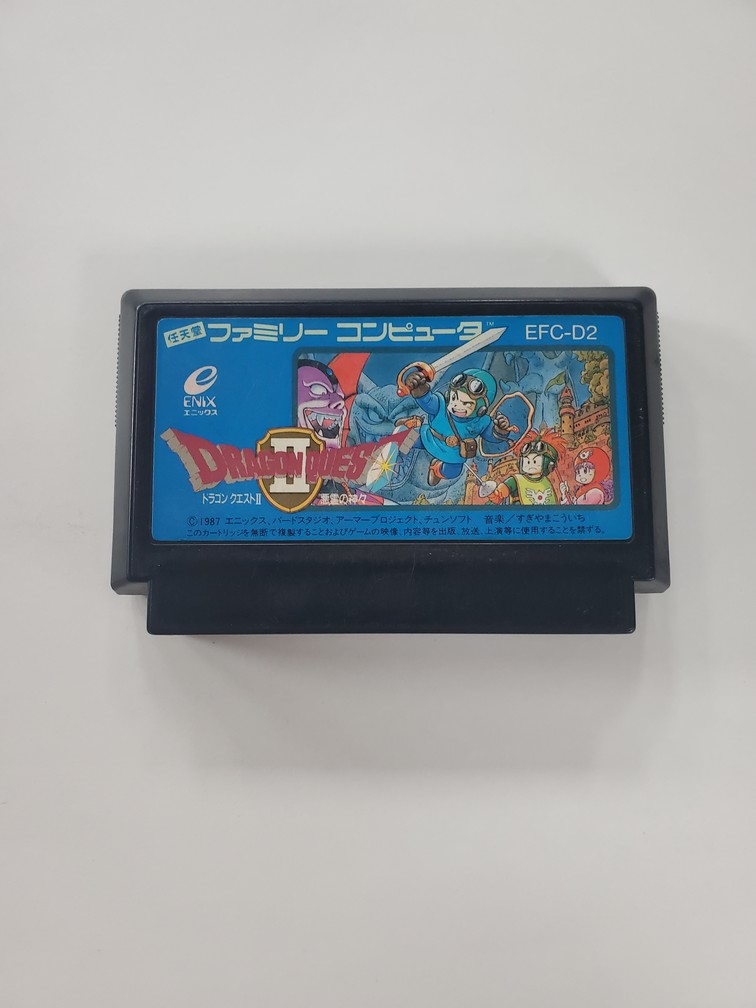 任天堂 ファミリー コンピュータ™ EFC-D2
ENIX
エニックス
DRAGON QUEST
II
ドラゴンクエストII 悪霊の神々
©1987 エニックス、バードスタジオ、アーマープロジェクト、チュンソフト 音楽/すぎやまこういち
このカートリッジを無断で複製することおよびゲームの映像、内容等を出版、放送、上演等に使用することを禁ずる。